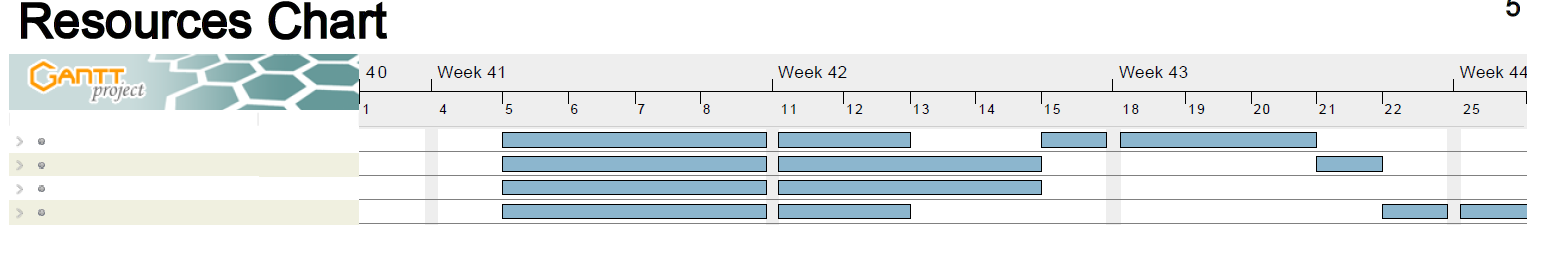 Resources Chart 5
GANTT project
40 Week 41 Week 42 Week 43 Week 44
1 4 5 6 7 8 11 12 13 14 15 18 19 20 21 22 25